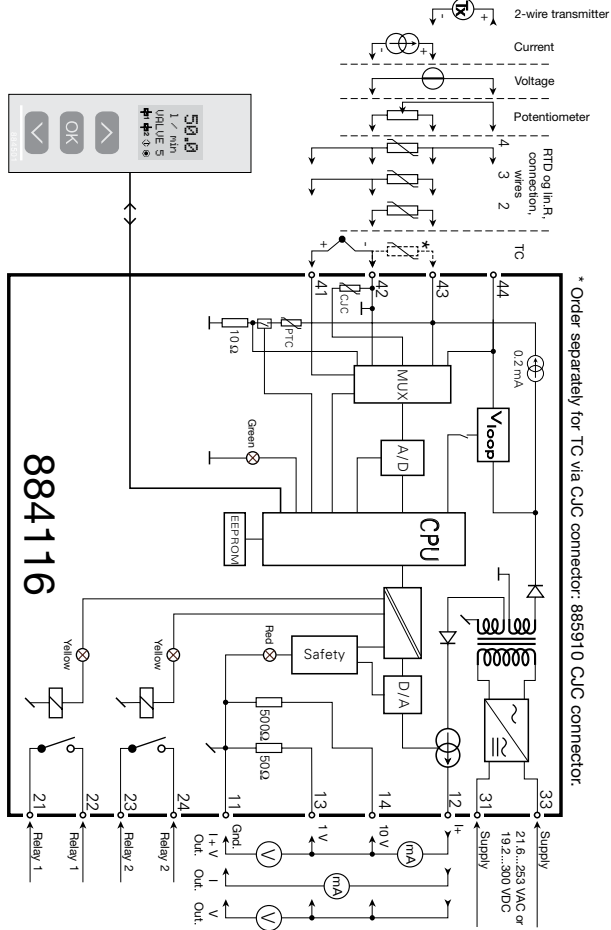 2-wire transmitter
Tx
- +
Current
- +
Voltage
Potentiometer
RTD og lin.R,
connection,
wires
4
3
2
TC
+
-
*
41
42
43
44
* Order separately for TC via CJC connector: 885910 CJC connector.
CJC
PTC
10 Ω
0.2 mA
MUX
Vloop
A/D
Green
CPU
EEPROM
50.0
l / min
VALVE 5
1 2
OK
884116
Safety
D/A
Red
Yellow
Yellow
500Ω
50Ω
21
22
23
24
11
13
14
12
31
33
Relay 1
Relay 1
Relay 2
Relay 2
Gnd.
1 V
10 V
I+
Supply
Supply
21.6...253 VAC or
19.2...300 VDC
V
mA
I + V
Out.
mA
I
Out.
V
V
Out.